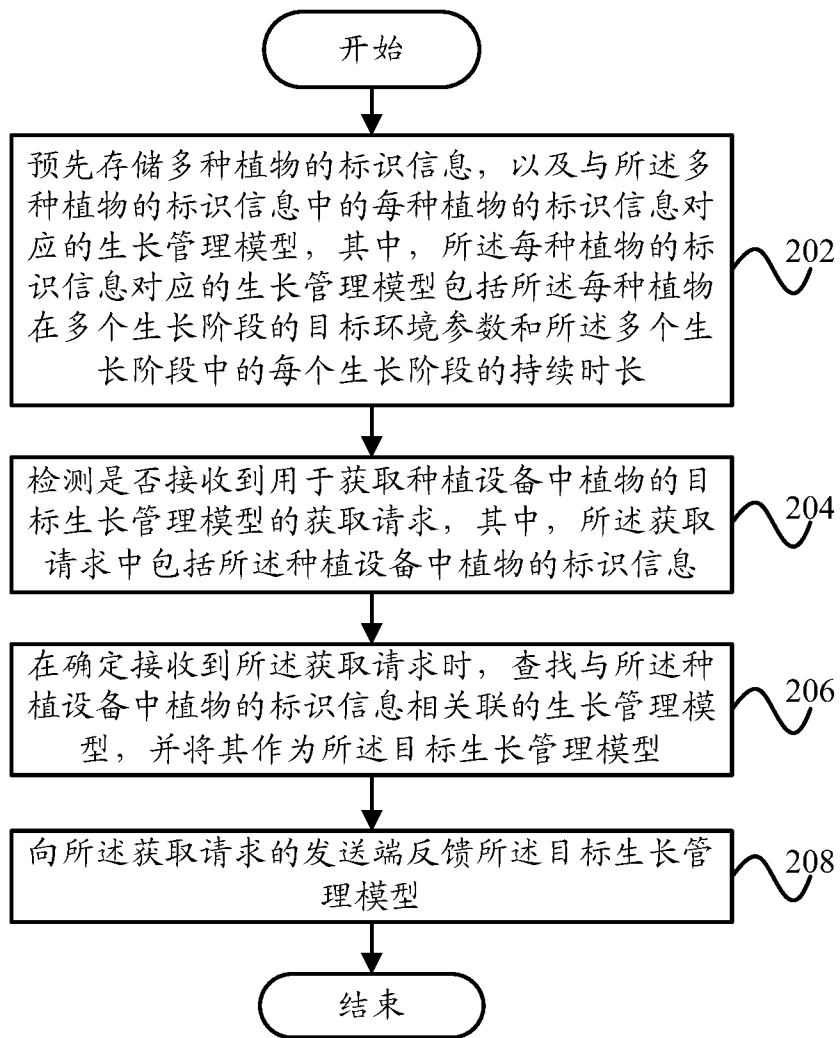 开始
预先存储多种植物的标识信息，以及与所述多
种植物的标识信息中的每种植物的标识信息对
应的生长管理模型，其中，所述每种植物的标
识信息对应的生长管理模型包括所述每种植物
在多个生长阶段的目标环境参数和所述多个生
长阶段中的每个生长阶段的持续时长
202
检测是否接收到用于获取种植设备中植物的目
标生长管理模型的获取请求，其中，所述获取
请求中包括所述种植设备中植物的标识信息
204
在确定接收到所述获取请求时，查找与所述种
植设备中植物的标识信息相关联的生长管理模
型，并将其作为所述目标生长管理模型
206
向所述获取请求的发送端反馈所述目标生长管
理模型
208
结束